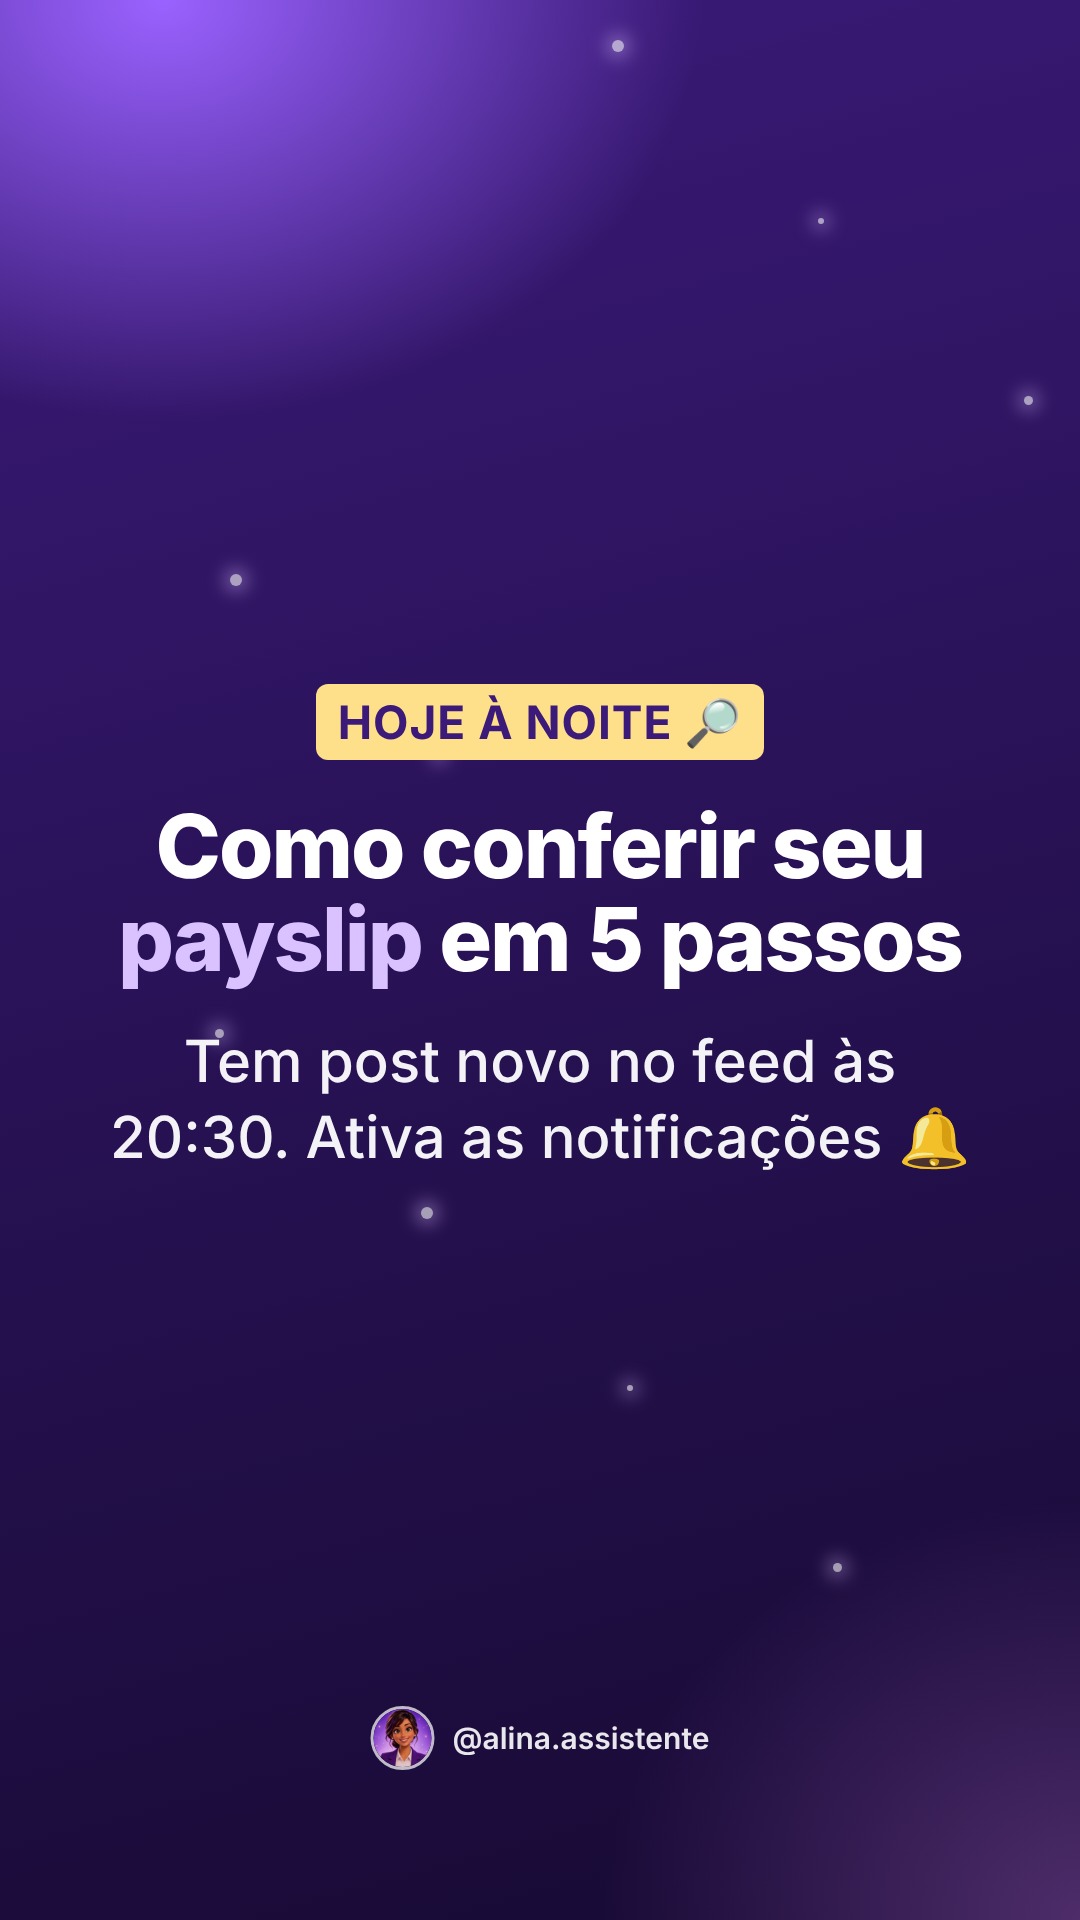 HOJE À NOITE 🔎
Como conferir seu
payslip em 5 passos
Tem post novo no feed às
20:30. Ativa as notificações 🔔
@alina.assistente